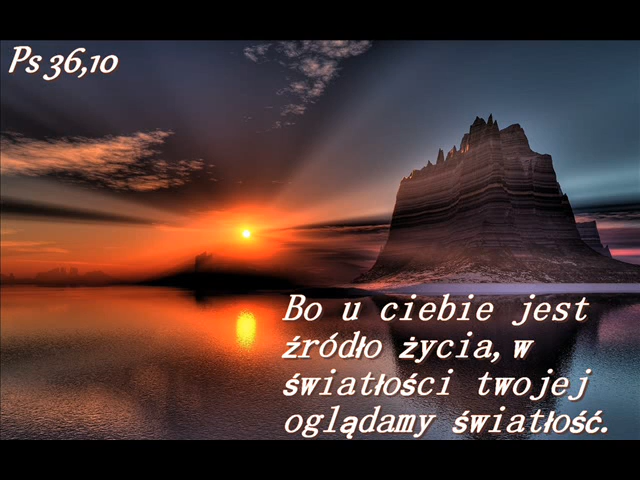 Ps 36,10
Bo u ciebie jest
źródło życia, w
światłości twojej
oglądamy światłość.